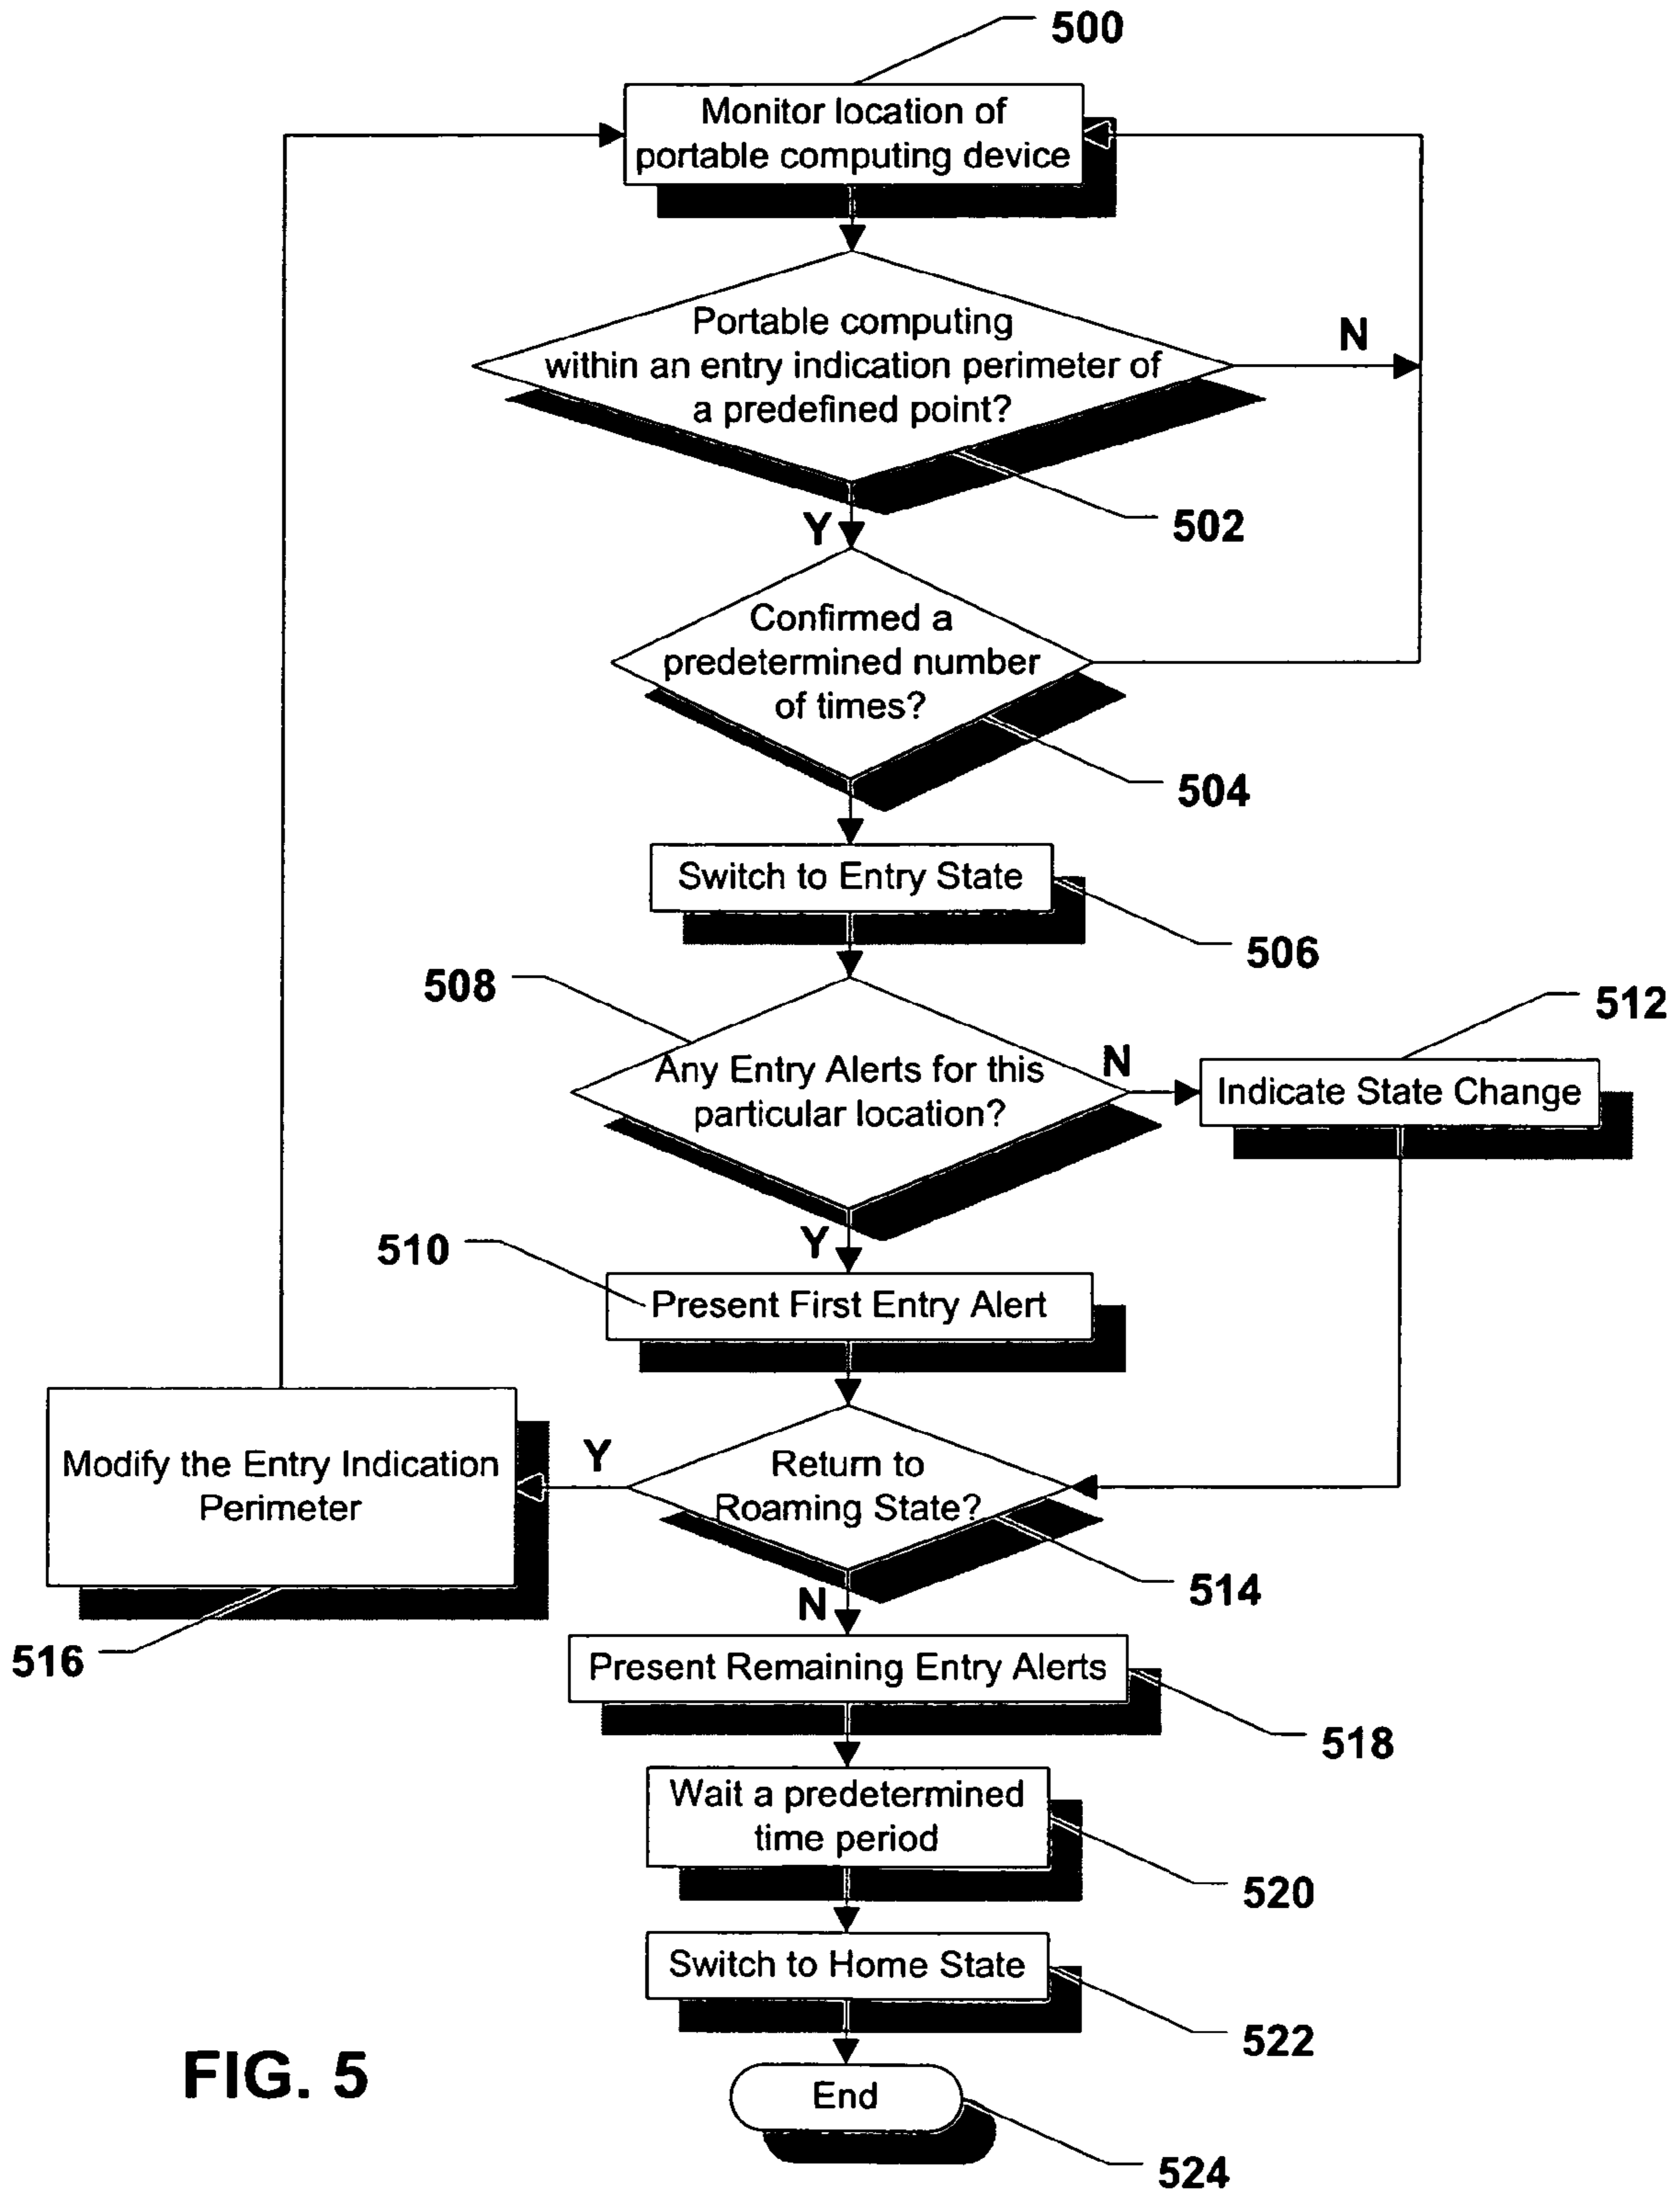 500
Monitor location of
portable computing device
Portable computing
within an entry indication perimeter of
a predefined point?
N
502
Y
Confirmed a
predetermined number
of times?
504
Switch to Entry State
506
508
512
Any Entry Alerts for this
particular location?
N
Indicate State Change
Y
510
Present First Entry Alert
Modify the Entry Indication
Perimeter
Y
Return to
Roaming State?
514
N
516
Present Remaining Entry Alerts
518
Wait a predetermined
time period
520
Switch to Home State
522
FIG. 5
End
524